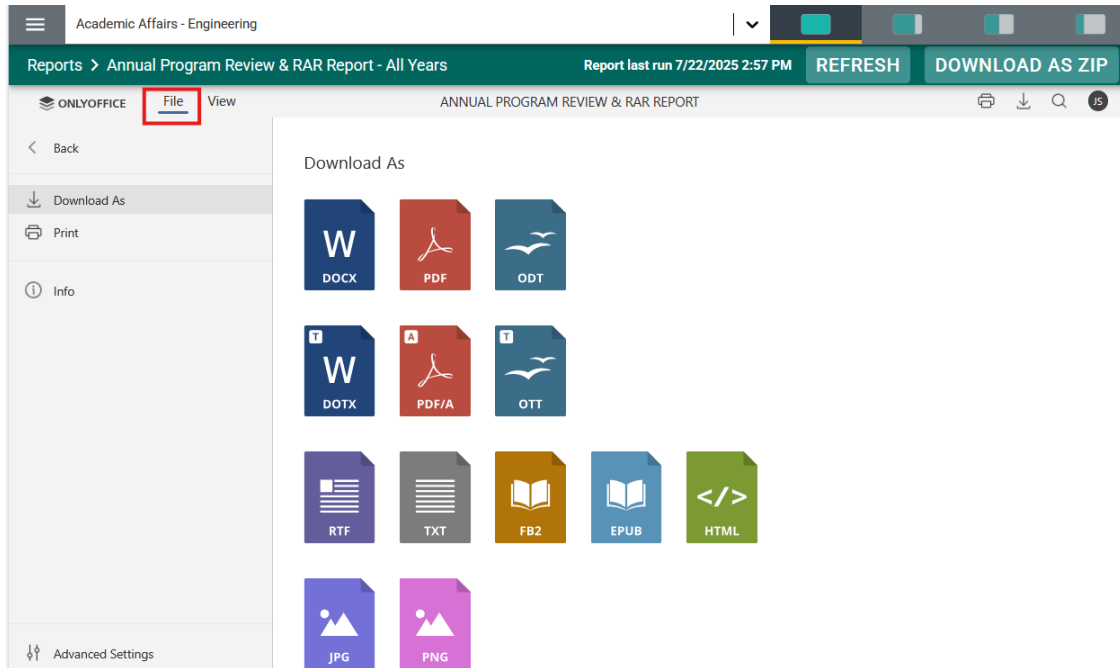 Academic Affairs - Engineering
Reports > Annual Program Review & RAR Report - All Years
Report last run 7/22/2025 2:57 PM
REFRESH
DOWNLOAD AS ZIP
ONLYOFFICE
File
View
ANNUAL PROGRAM REVIEW & RAR REPORT
JS
Back
Download As
Download As
Print
Info
W
DOCX
PDF
ODT
T
W
DOTX
A
PDF/A
T
OTT
RTF
TXT
FB2
EPUB
</>
HTML
JPG
PNG
Advanced Settings